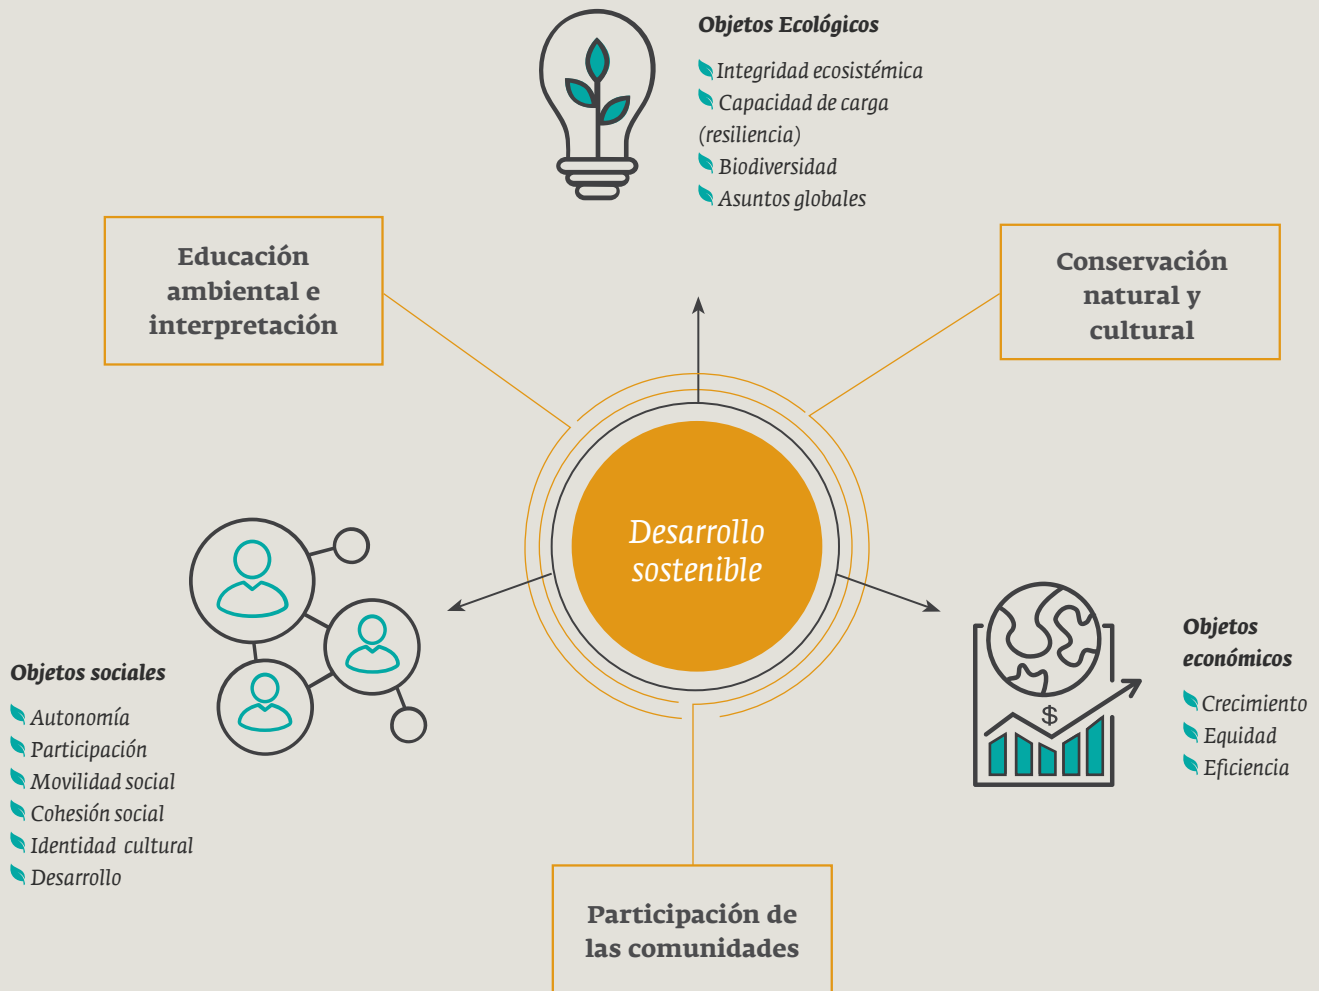 Objetos Ecológicos
Integridad ecosistémica
Capacidad de carga
(resiliencia)
Biodiversidad
Asuntos globales
Educación
ambiental e
interpretación
Conservación
natural y
cultural
Desarrollo
sostenible
Objetos sociales
Autonomía
Participación
Movilidad social
Cohesión social
Identidad cultural
Desarrollo
$
Objetos
económicos
Crecimiento
Equidad
Eficiencia
Participación de
las comunidades